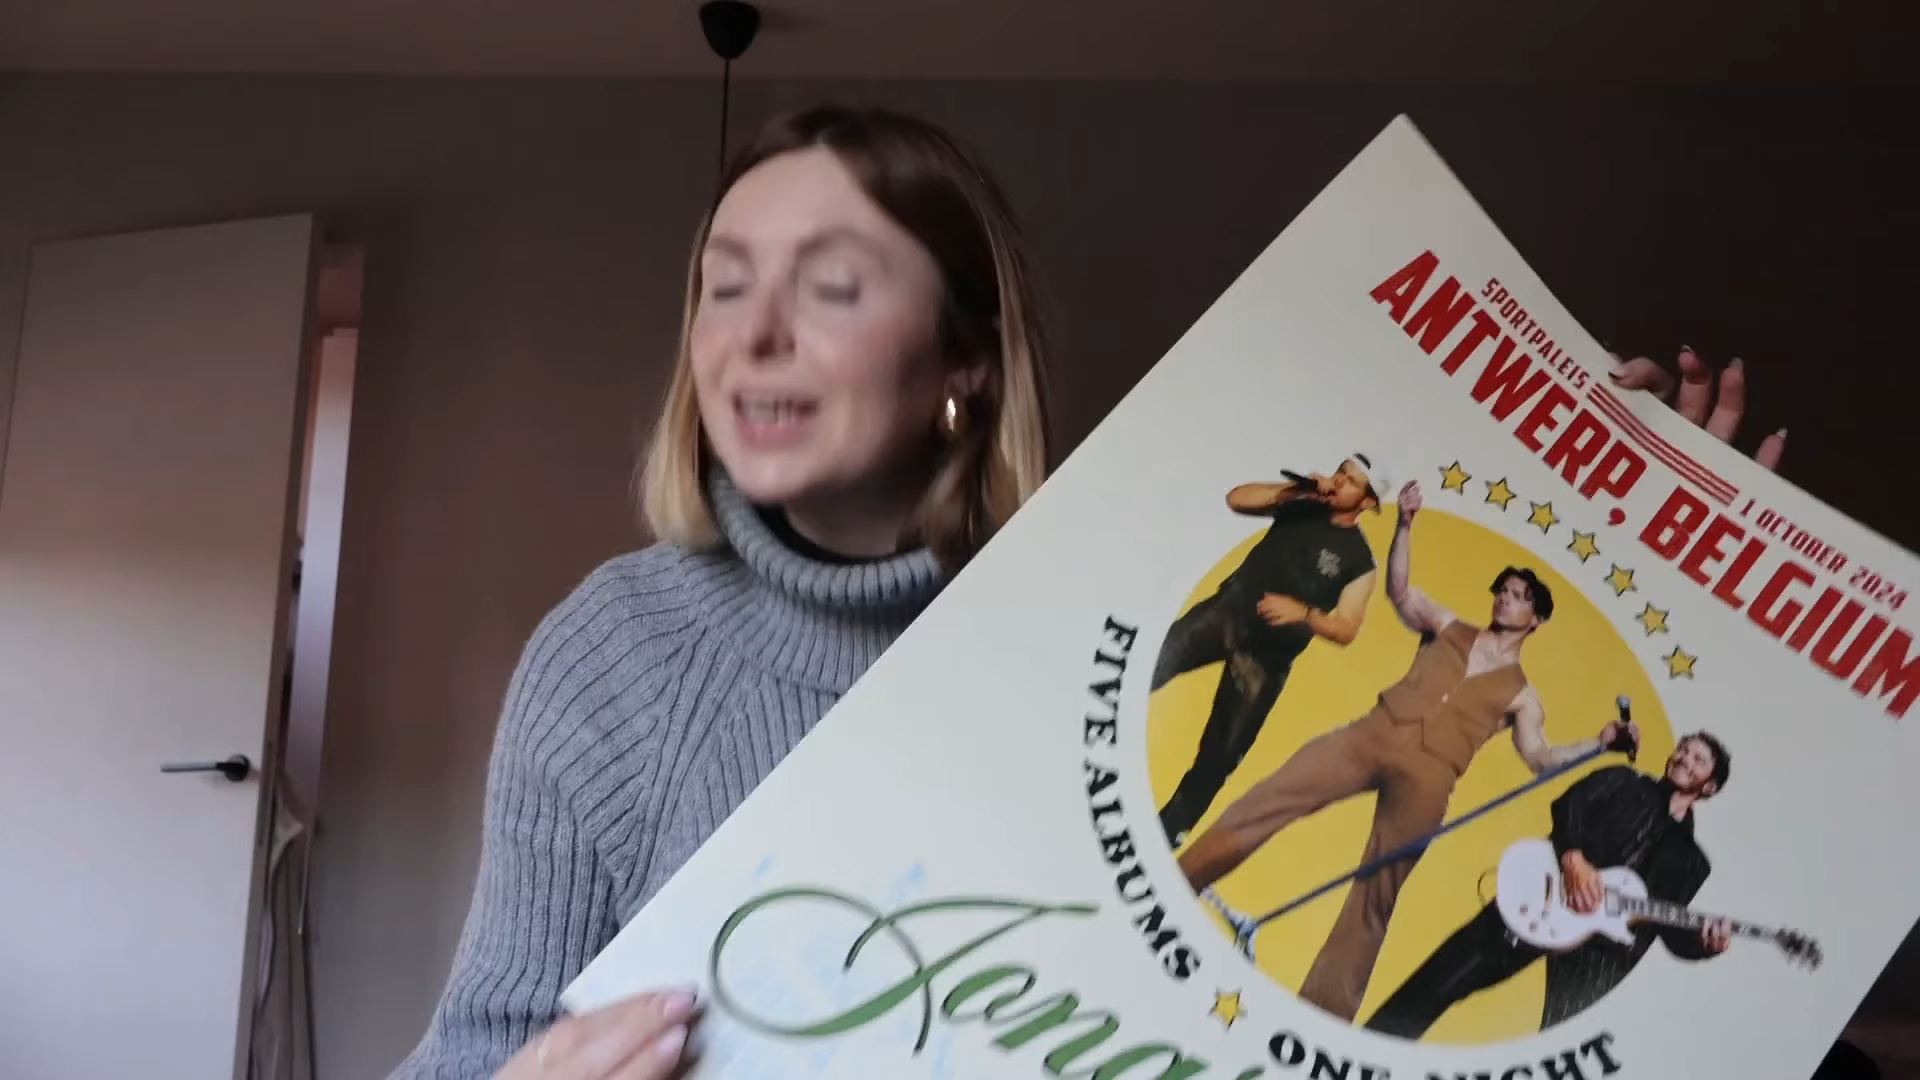 SPORTPALEIS
1 OCTOBER 2024
ANTWERP, BELGIUM
FIVE ALBUMS
ONE NIGHT